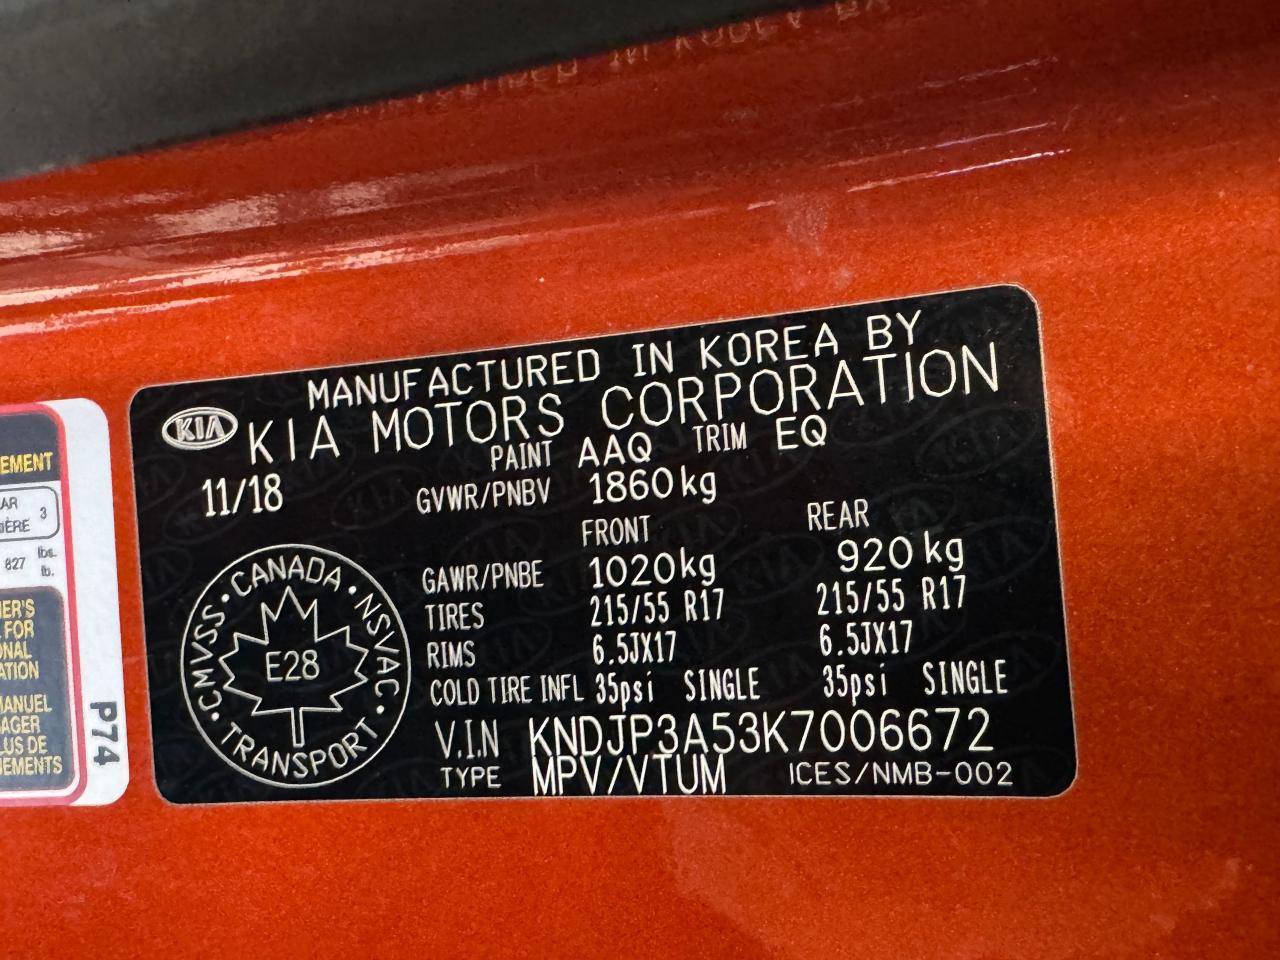 MANUFACTURED IN KOREA BY
KIA KIA MOTORS CORPORATION
PAINT AAQ TRIM EQ
11/18 GVWR/PNBV 1860kg
FRONT REAR
GAWR/PNBE 1020kg 920kg
TIRES 215/55 R17 215/55 R17
RIMS 6.5JX17 6.5JX17
COLD TIRE INFL 35psi SINGLE 35psi SINGLE
V.I.N KNDJP3A53K7006672
TYPE MPV/VTUM ICES/NMB-002
CANADA • NSVAC • TRANSPORT • CMVSS •
E28
EMENT
AR
IÈRE 3
827 lbs.
lb.
ER'S
FOR
NAL
ATION
MANUEL
AGER
LUS DE
EMENTS
P74